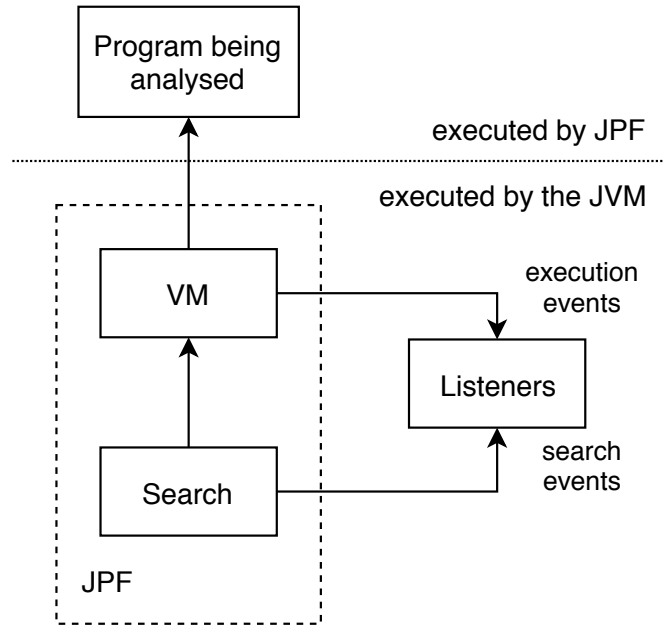 Program being
analysed
executed by JPF
executed by the JVM
VM
execution
events
Listeners
Search
search
events
JPF